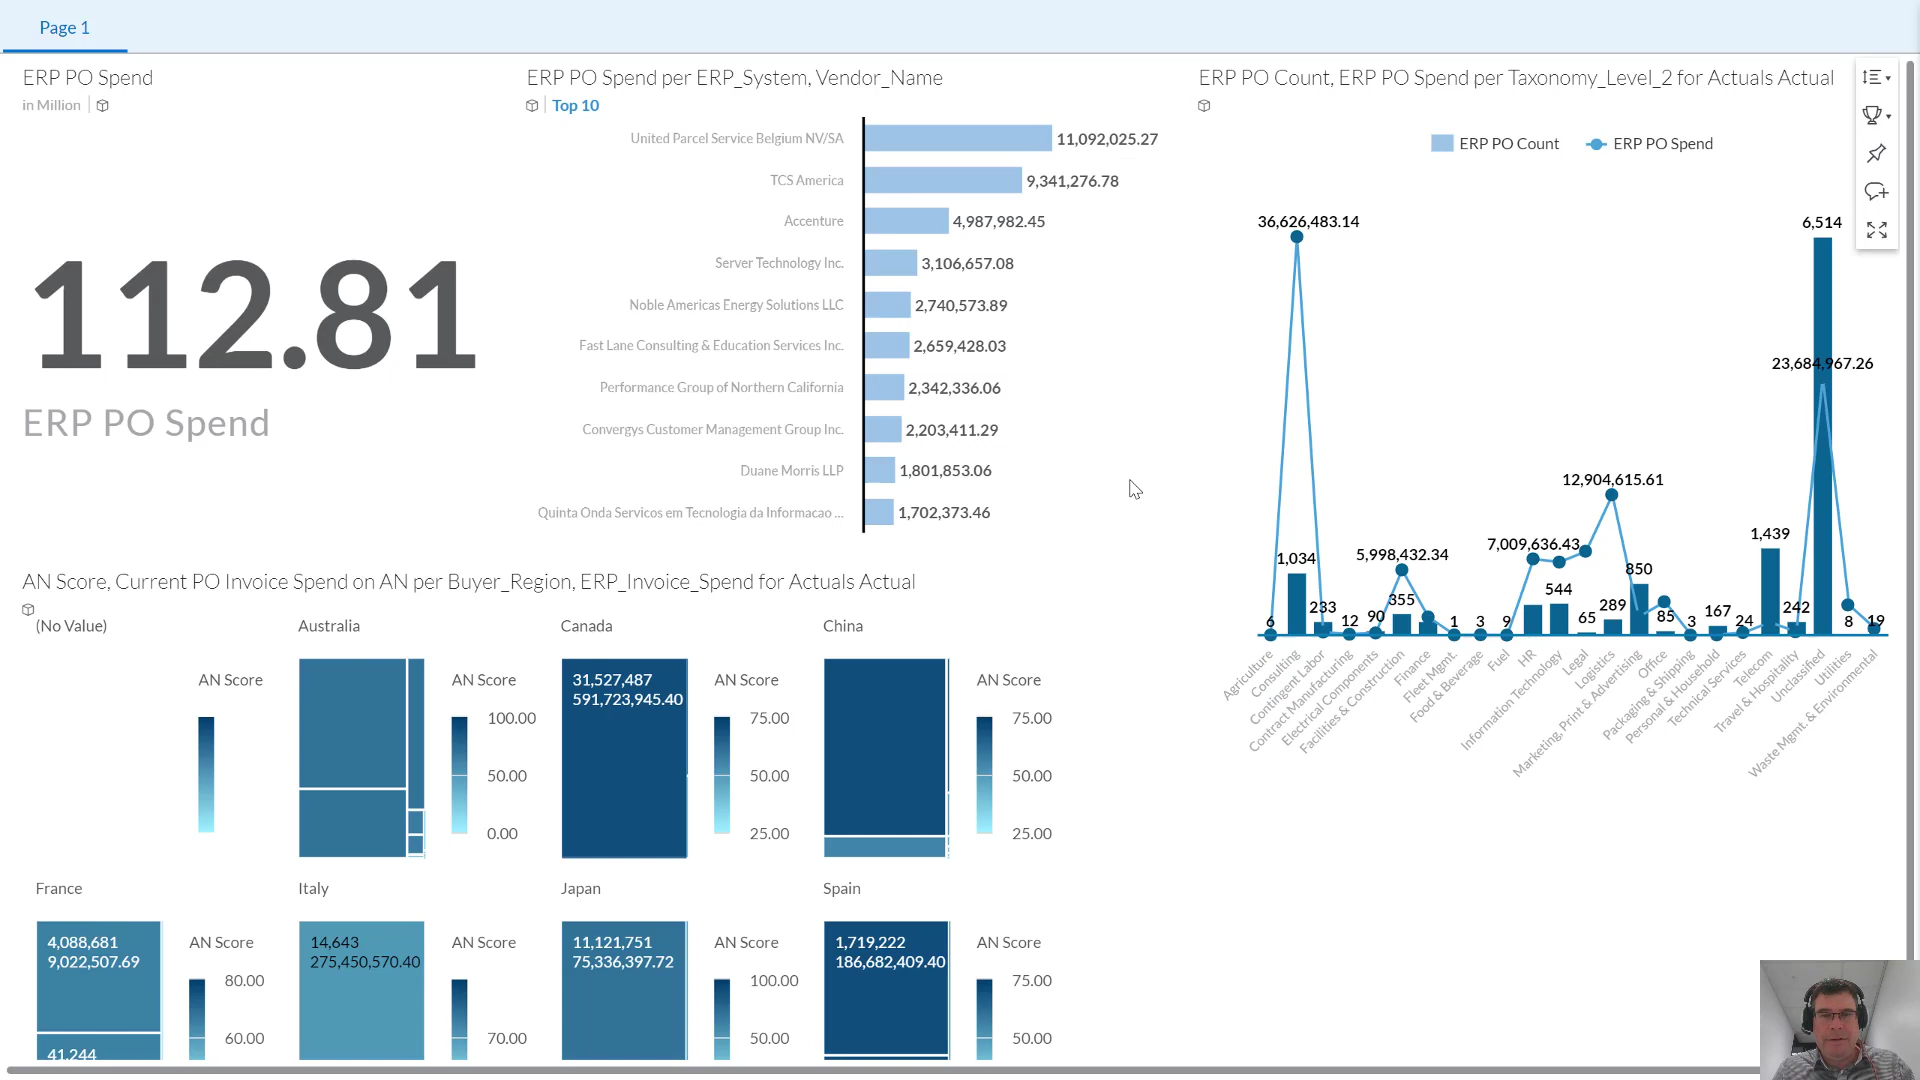 Page 1
ERP PO Spend
in Million
112.81
ERP PO Spend
ERP PO Spend per ERP_System, Vendor_Name
Top 10
United Parcel Service Belgium NV/SA 11,092,025.27
TCS America 9,341,276.78
Accenture 4,987,982.45
Server Technology Inc. 3,106,657.08
Noble Americas Energy Solutions LLC 2,740,573.89
Fast Lane Consulting & Education Services Inc. 2,659,428.03
Performance Group of Northern California 2,342,336.06
Convergys Customer Management Group Inc. 2,203,411.29
Duane Morris LLP 1,801,853.06
Quinta Onda Servicos em Tecnologia da Informacao ... 1,702,373.46
ERP PO Count, ERP PO Spend per Taxonomy_Level_2 for Actuals Actual
ERP PO Count ERP PO Spend
36,626,483.14 6,514
23,684,967.26
12,904,615.61
1,439
7,009,636.43
5,998,432.34
1,034
850
544
233 355 289
6 12 90 1 3 9 65 85 3 167 24 242 8 19
Agriculture
Consulting
Contingent Labor
Contract Manufacturing
Electrical Components
Facilities & Construction
Finance
Fleet Mgmt.
Food & Beverage
Fuel
HR
Information Technology
Legal
Logistics
Marketing, Print & Advertising
Office
Packaging & Shipping
Personal & Household
Technical Services
Telecom
Travel & Hospitality
Unclassified
Utilities
Waste Mgmt. & Environmental
AN Score, Current PO Invoice Spend on AN per Buyer_Region, ERP_Invoice_Spend for Actuals Actual
(No Value)
AN Score
Australia
AN Score
100.00
50.00
0.00
Canada
31,527,487
591,723,945.40
AN Score
75.00
50.00
25.00
China
AN Score
75.00
50.00
25.00
France
4,088,681
9,022,507.69
41,244
AN Score
80.00
60.00
Italy
14,643
275,450,570.40
AN Score
70.00
Japan
11,121,751
75,336,397.72
AN Score
100.00
50.00
Spain
1,719,222
186,682,409.40
AN Score
75.00
50.00